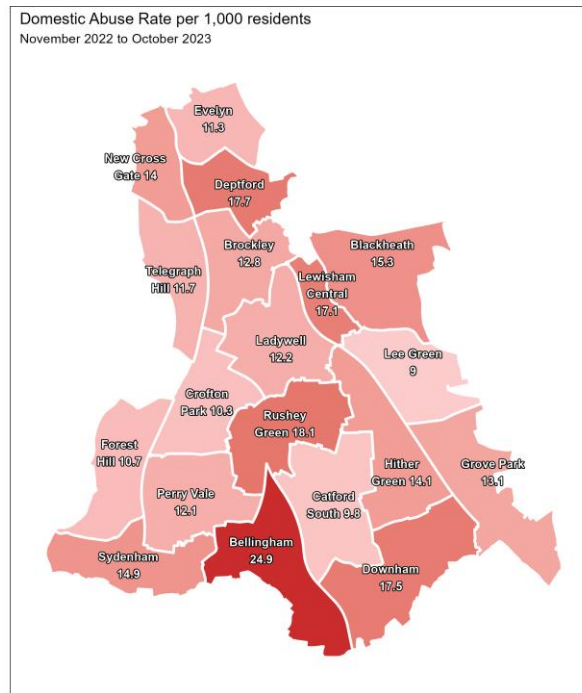 Domestic Abuse Rate per 1,000 residents
November 2022 to October 2023
Evelyn
11.3
New Cross
Gate 14
Deptford
17.7
Brockley
12.8
Blackheath
15.3
Telegraph
Hill 11.7
Lewisham
Central
17.1
Ladywell
12.2
Lee Green
9
Crofton
Park 10.3
Rushey
Green 18.1
Forest
Hill 10.7
Hither
Green 14.1
Grove Park
13.1
Perry Vale
12.1
Catford
South 9.8
Bellingham
24.9
Sydenham
14.9
Downham
17.5